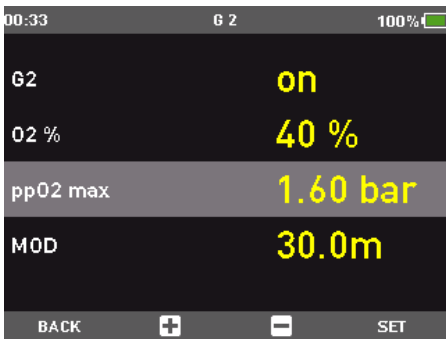 00:33 G 2 100%
G2 on
O2 % 40 %
ppO2 max 1.60 bar
MOD 30.0m
BACK + - SET